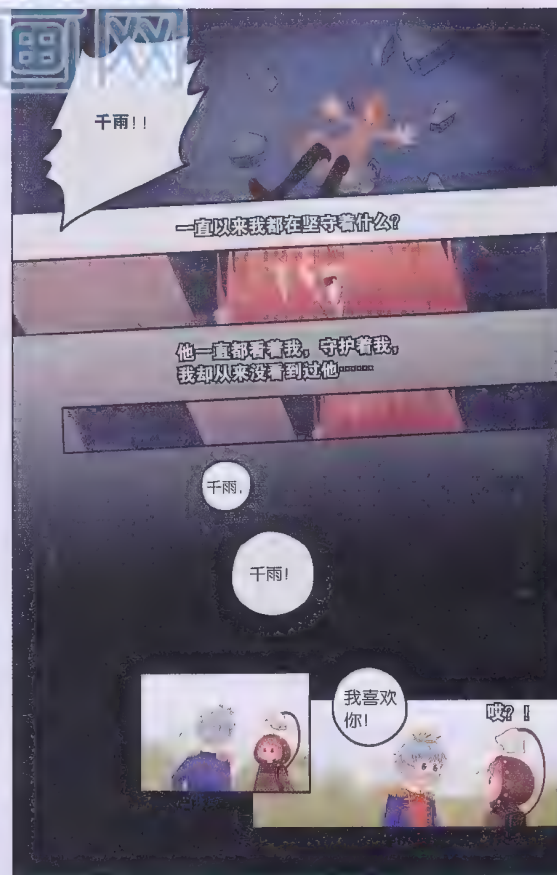 画网
千雨!!
一直以来我都在坚守着什么?
他一直都看着我,守护着我,
我却从来没看到过他……
千雨,
千雨!
我喜欢
你!
哎?!